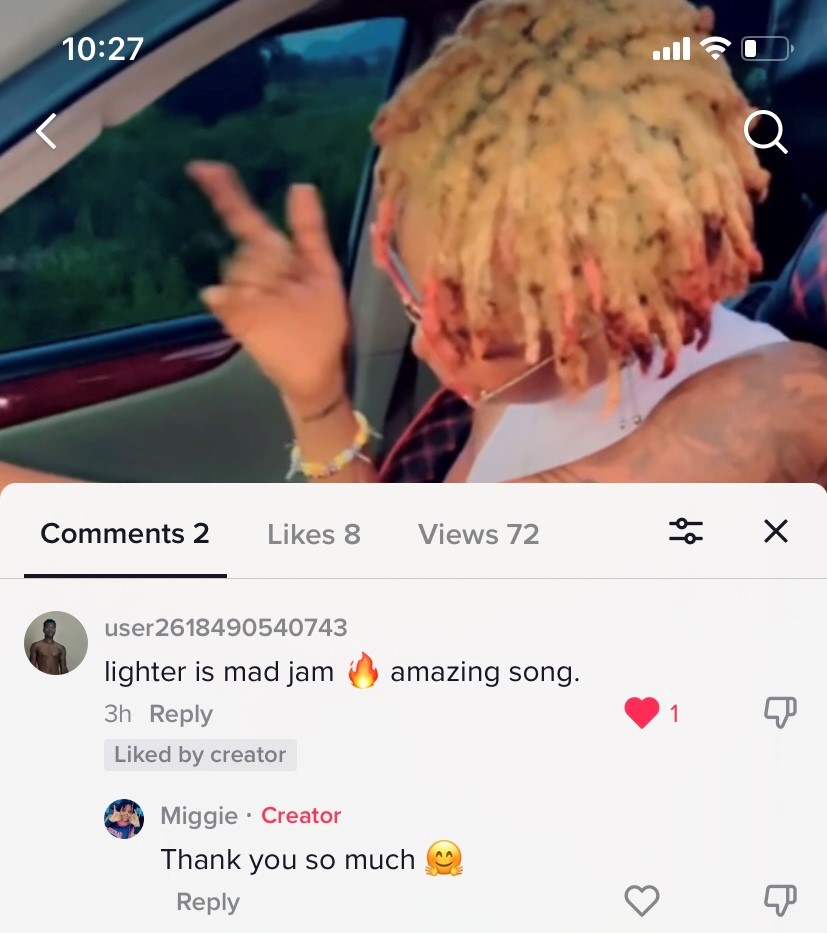 10:27
Comments 2
Likes 8
Views 72
user2618490540743
lighter is mad jam 🔥 amazing song.
3h Reply
1
Liked by creator
Miggie · Creator
Thank you so much 🤗
Reply